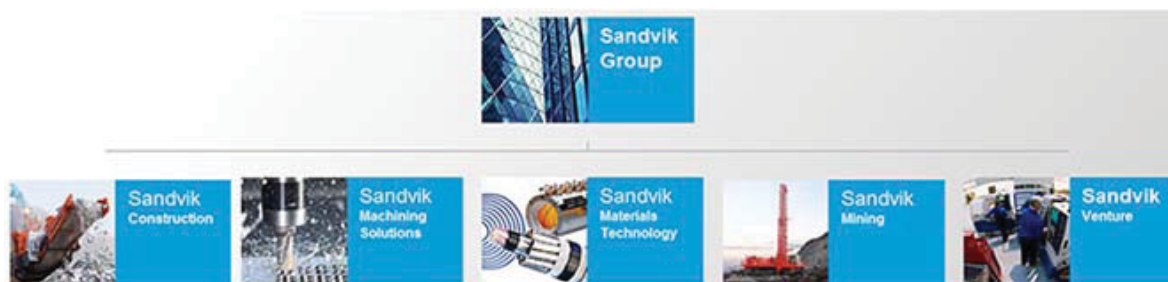 Sandvik
Group
Sandvik
Construction
Sandvik
Machining
Solutions
Sandvik
Materials
Technology
Sandvik
Mining
Sandvik
Venture